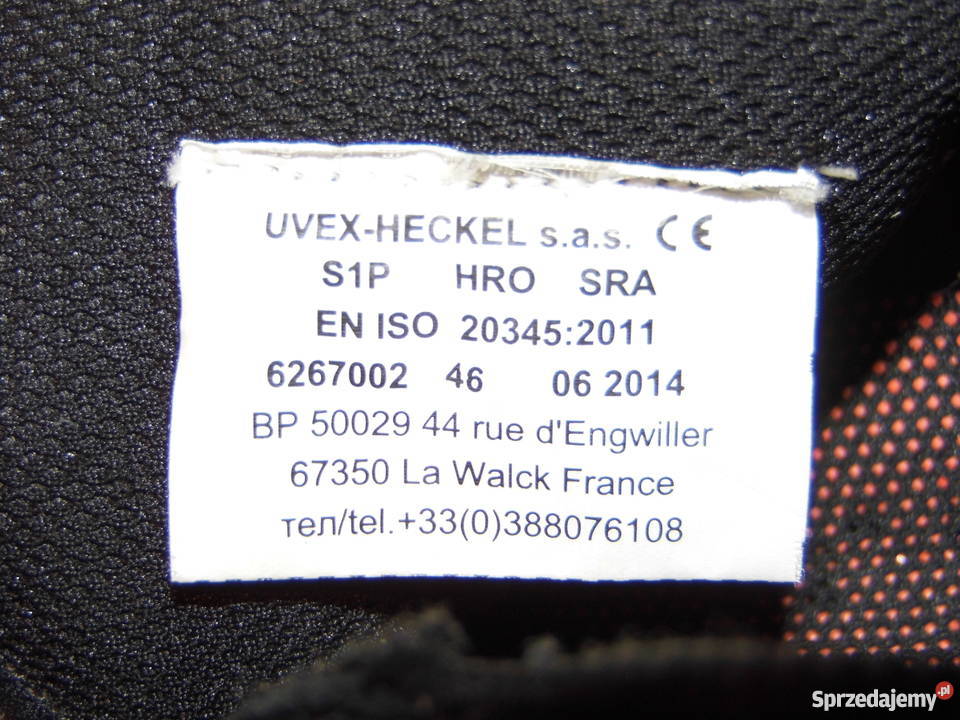 UVEX-HECKEL s.a.s. CE
S1P HRO SRA
EN ISO 20345:2011
6267002 46 06 2014
BP 50029 44 rue d'Engwiller
67350 La Walck France
тел/tel.+33(0)388076108
Sprzedajemy.pl